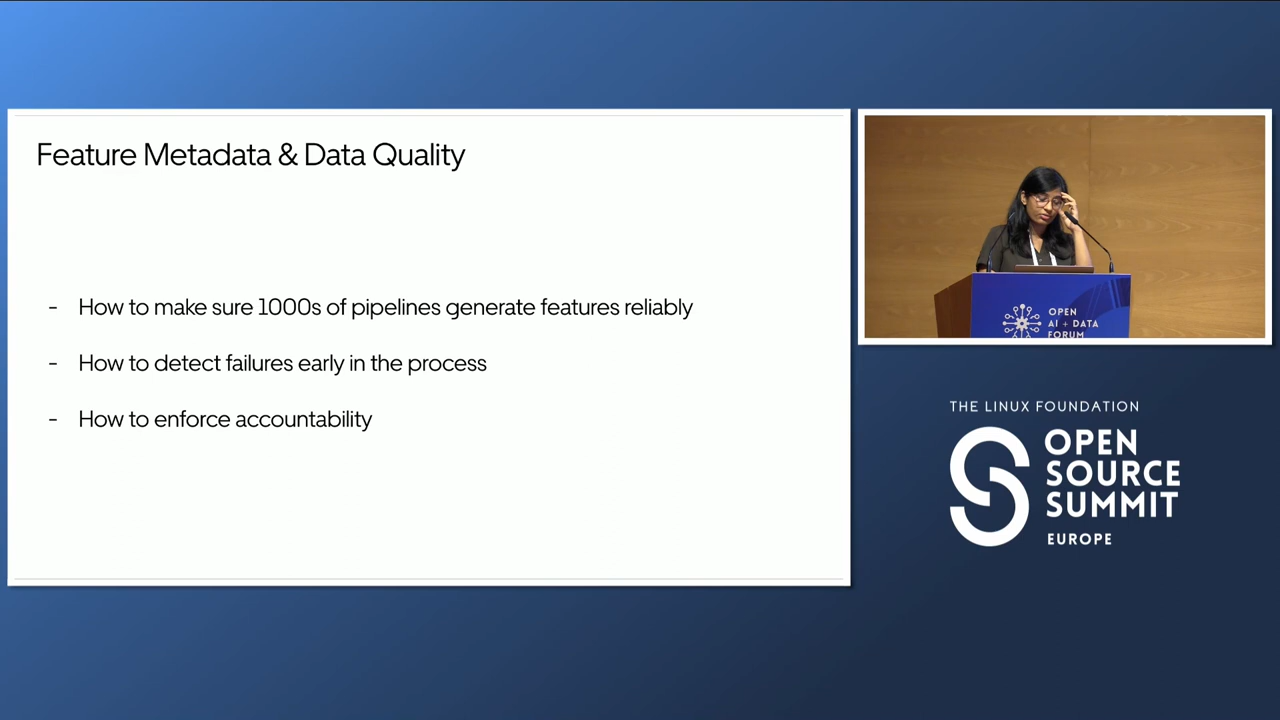 Feature Metadata & Data Quality
- How to make sure 1000s of pipelines generate features reliably
- How to detect failures early in the process
- How to enforce accountability
OPEN
AI + DATA
FORUM
THE LINUX FOUNDATION
OPEN
SOURCE
SUMMIT
EUROPE